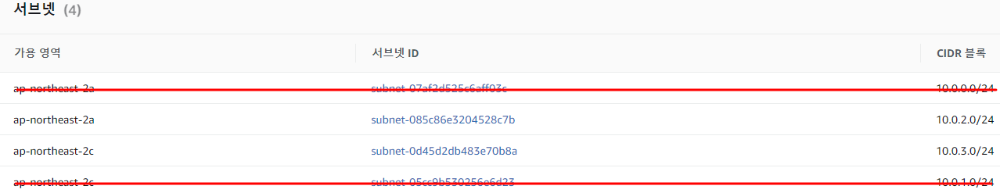 서브넷 (4)
가용 영역 서브넷 ID CIDR 블록
ap-northeast-2a subnet-07af2d525c6aff03c 10.0.0.0/24
ap-northeast-2a subnet-085c86e3204528c7b 10.0.2.0/24
ap-northeast-2c subnet-0d45d2db483e70b8a 10.0.3.0/24
ap-northeast-2c subnet-05cc9b530256e6d23 10.0.1.0/24